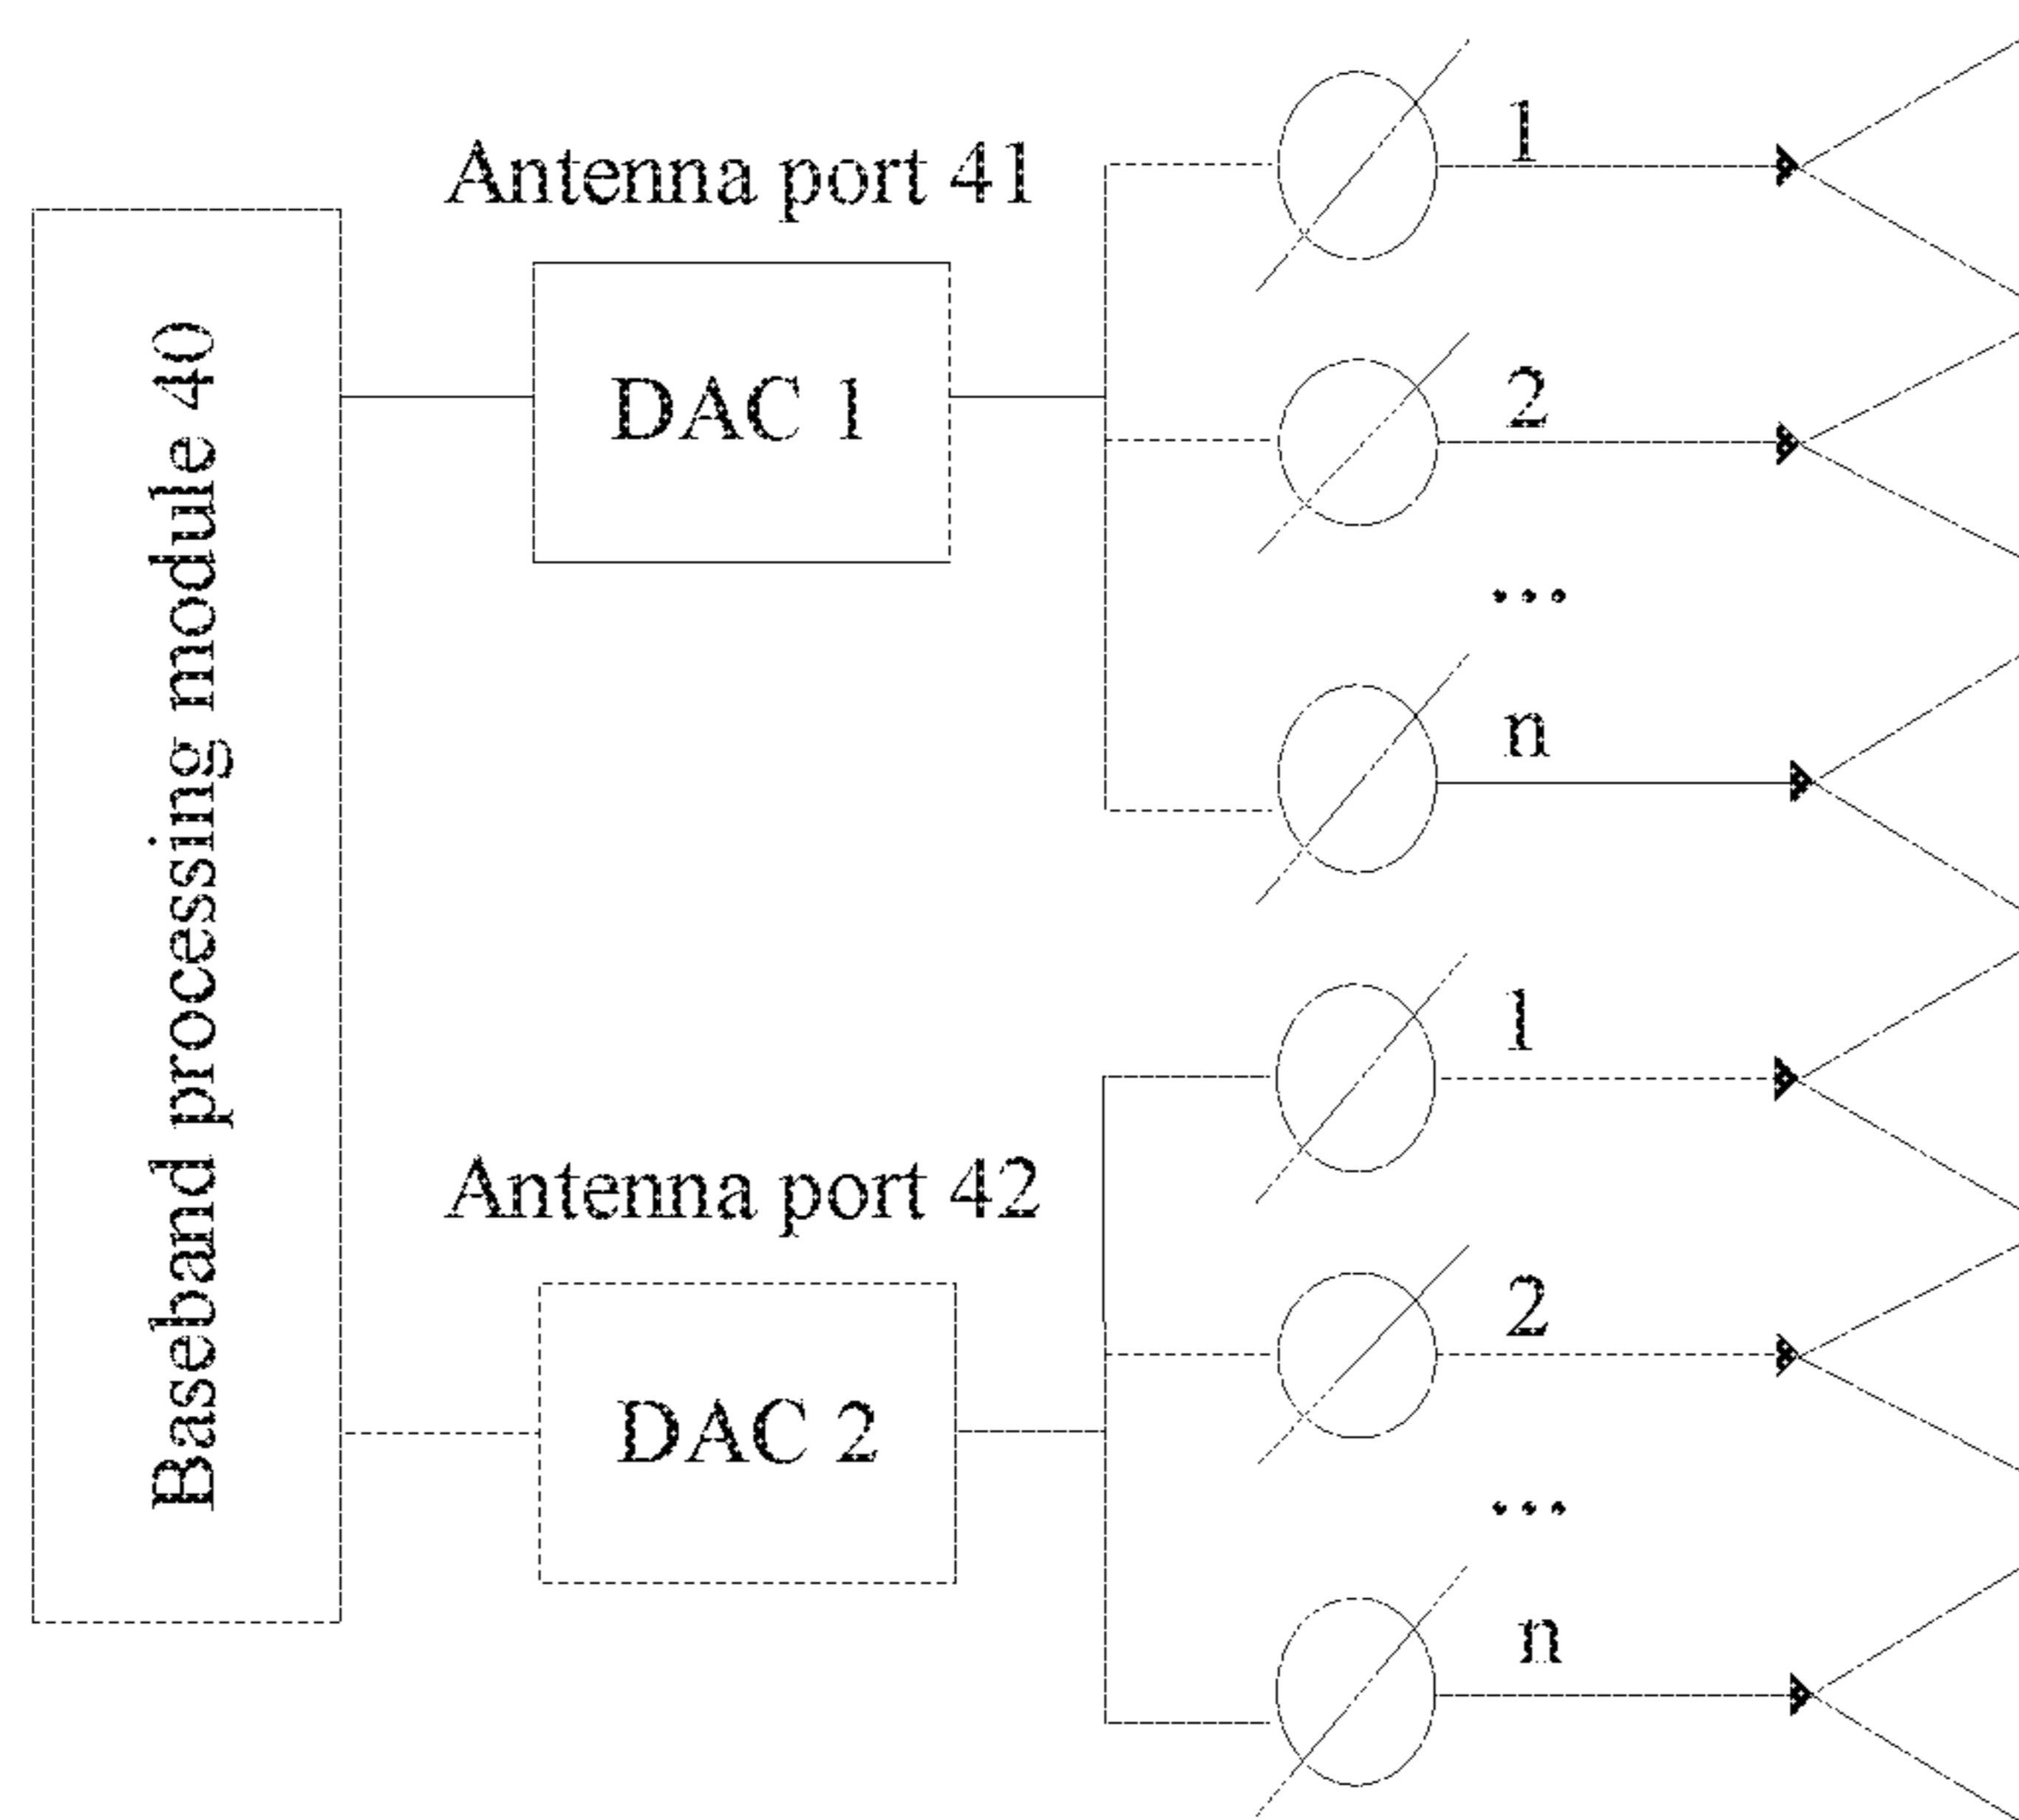 Baseband processing module 40
Antenna port 41
DAC 1
1
2
...
n
Antenna port 42
DAC 2
1
2
...
n